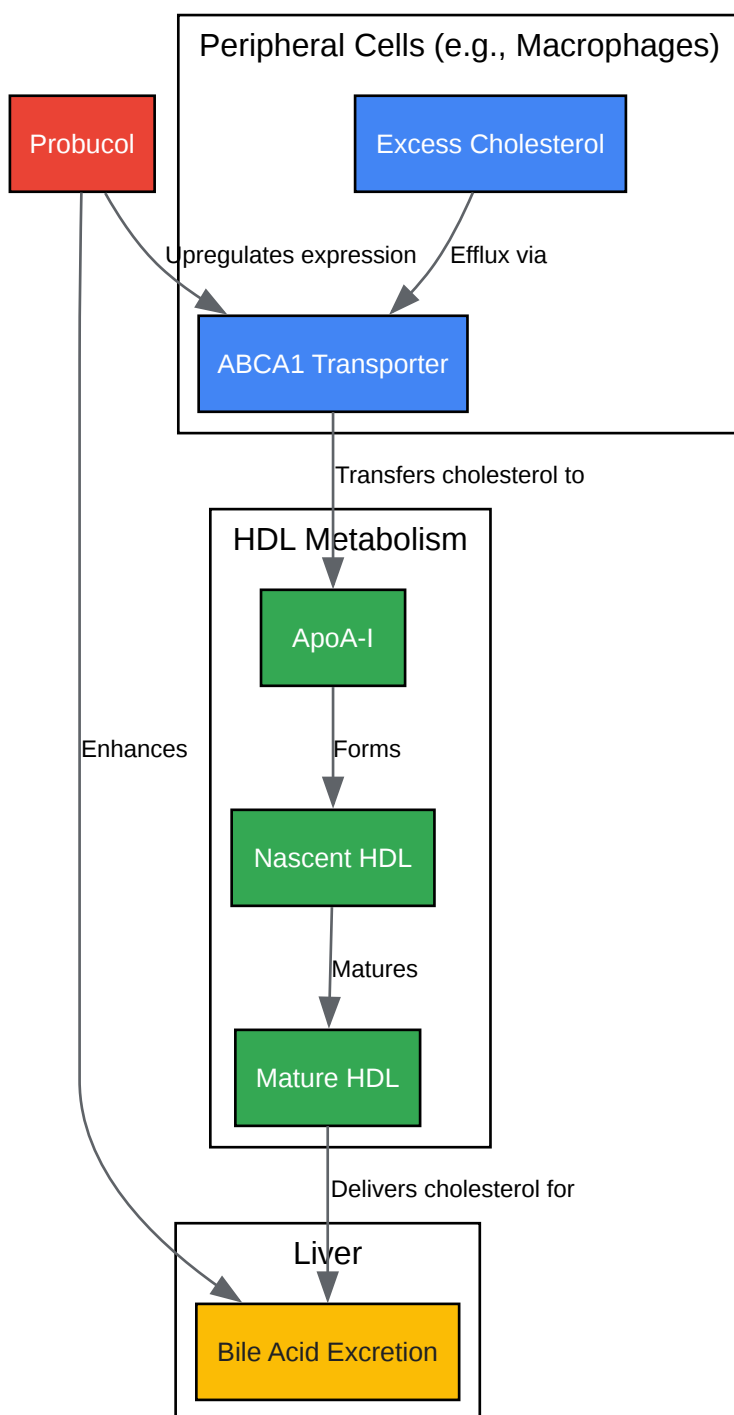 Peripheral Cells (e.g., Macrophages)
Probucol
Excess Cholesterol
Upregulates expression
Efflux via
ABCA1 Transporter
Transfers cholesterol to
HDL Metabolism
ApoA-I
Enhances
Forms
Nascent HDL
Matures
Mature HDL
Delivers cholesterol for
Liver
Bile Acid Excretion